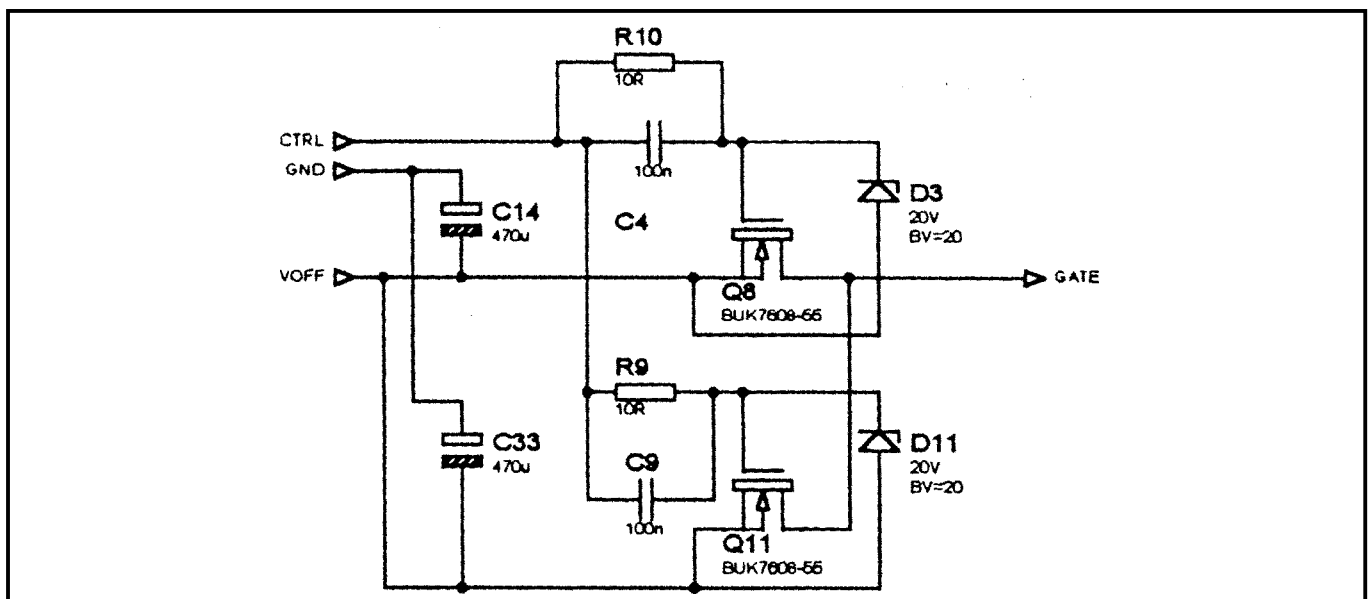 R10
10R
CTRL
100n
GND
C14
470u
C4
D3
20V
BV=20
VOFF
GATE
Q8
BUK7608-55
R9
10R
C33
470u
C9
100n
D11
20V
BV=20
Q11
BUK7608-55